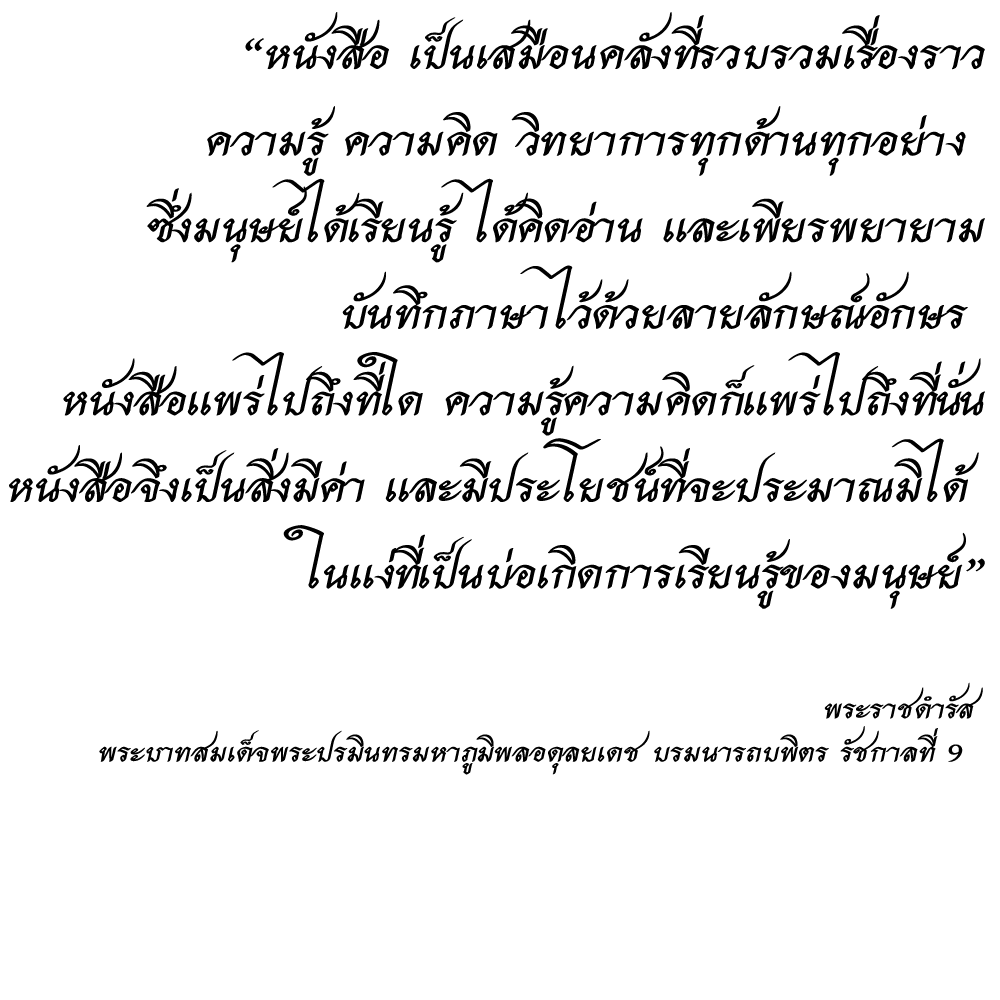 “หนังสือ เป็นเสมือนคลังที่รวบรวมเรื่องราว
ความรู้ ความคิด วิทยาการทุกด้านทุกอย่าง
ซึ่งมนุษย์ได้เรียนรู้ ได้คิดอ่าน และเพียรพยายาม
บันทึกภาษาไว้ด้วยลายลักษณ์อักษร
หนังสือแพร่ไปถึงที่ใด ความรู้ความคิดก็แพร่ไปถึงที่นั่น
หนังสือจึงเป็นสิ่งมีค่า และมีประโยชน์ที่จะประมาณมิได้
ในแง่ที่เป็นบ่อเกิดการเรียนรู้ของมนุษย์”
พระราชดำรัส
พระบาทสมเด็จพระปรมินทรมหาภูมิพลอดุลยเดช บรมนารถบพิตร รัชกาลที่ 9